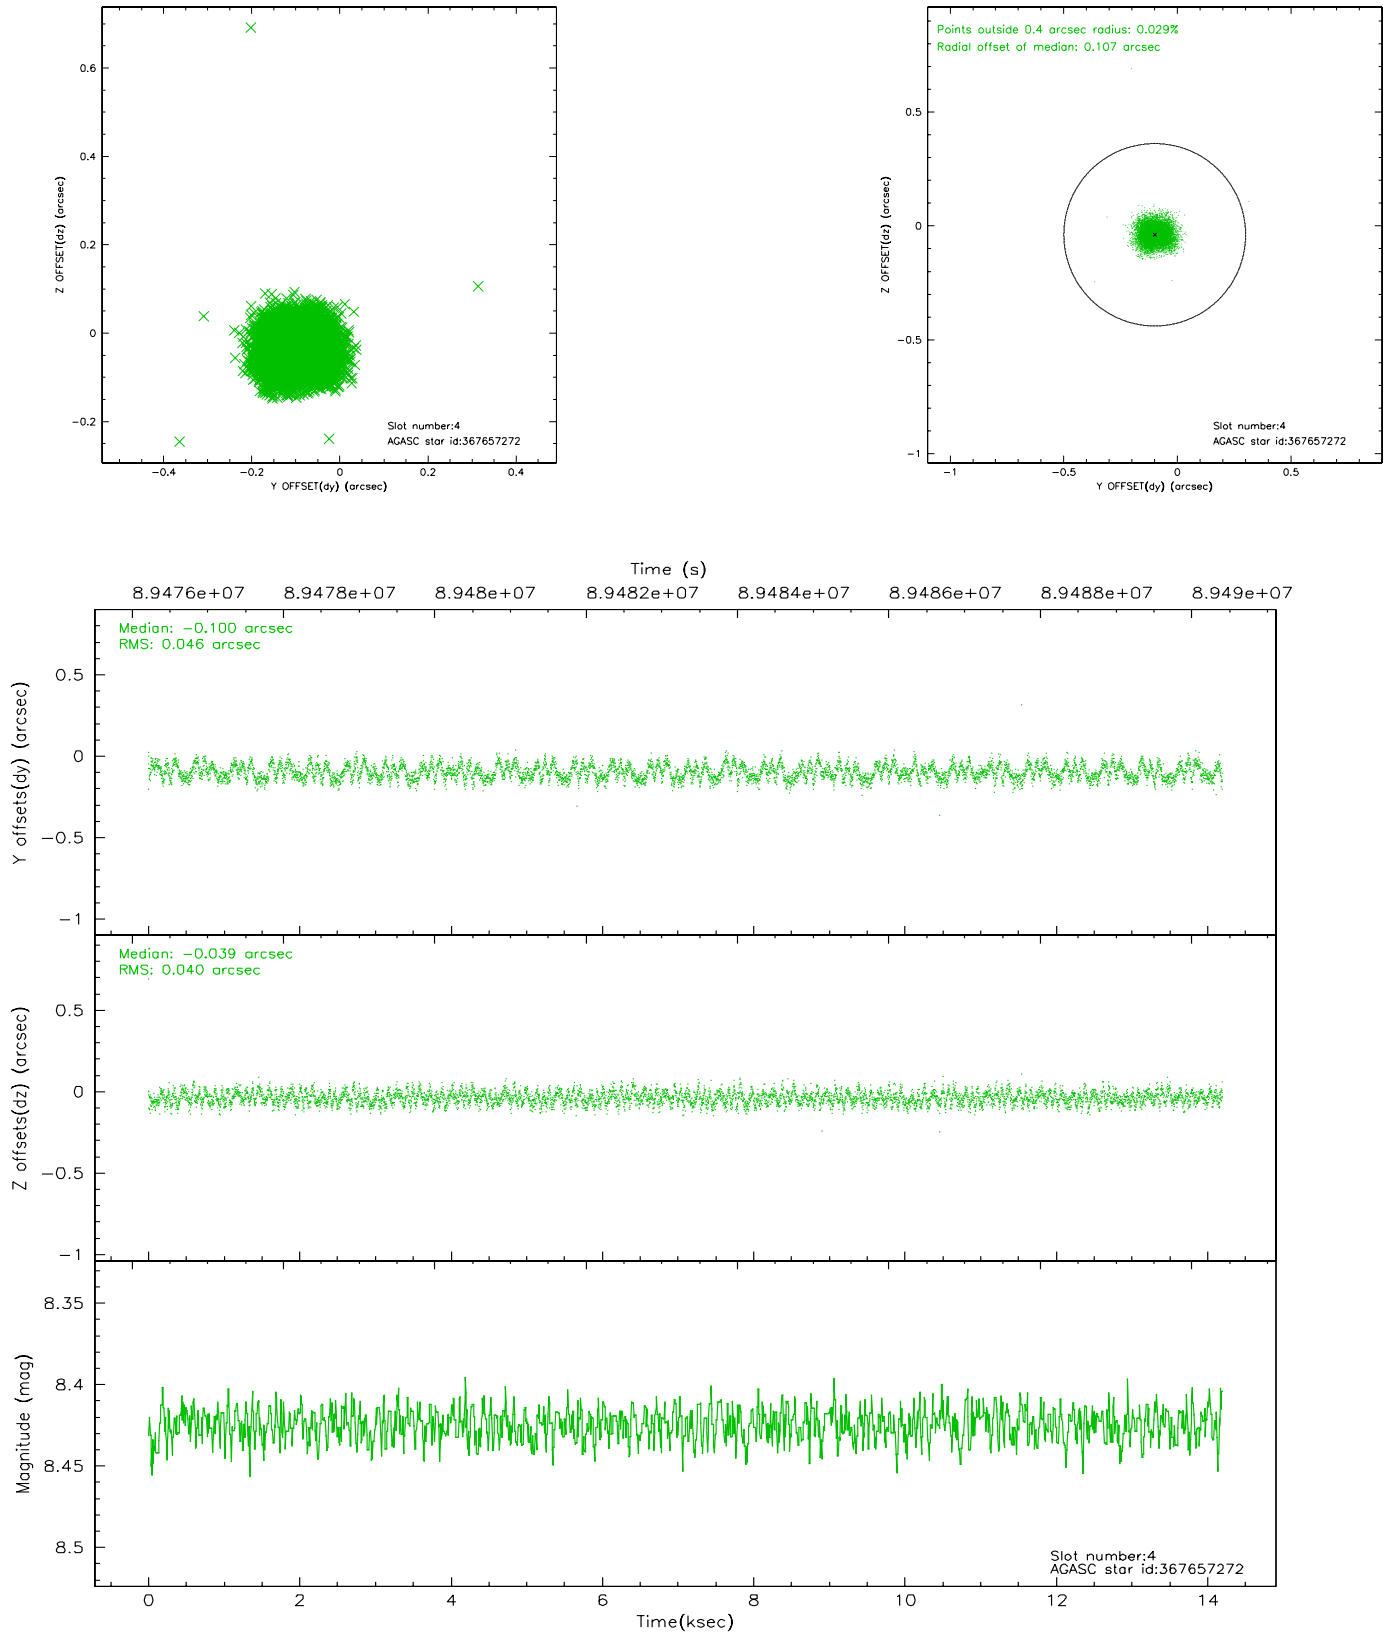 0.6
0.4
0.2
0
−0.2
Z OFFSET(dz) (arcsec)
Slot number:4
AGASC star id:367657272
−0.4 −0.2 0 0.2 0.4
Y OFFSET(dy) (arcsec)
Points outside 0.4 arcsec radius: 0.029%
Radial offset of median: 0.107 arcsec
0.5
0
−0.5
−1
Z OFFSET(dz) (arcsec)
Slot number:4
AGASC star id:367657272
−1 −0.5 0 0.5
Y OFFSET(dy) (arcsec)
Time (s)
8.9476e+07 8.9478e+07 8.948e+07 8.9482e+07 8.9484e+07 8.9486e+07 8.9488e+07 8.949e+07
Median: −0.100 arcsec
RMS: 0.046 arcsec
0.5
0
−0.5
−1
Y offsets(dy) (arcsec)
Median: −0.039 arcsec
RMS: 0.040 arcsec
0.5
0
−0.5
−1
Z offsets(dz) (arcsec)
8.35
8.4
8.45
8.5
Magnitude (mag)
Slot number:4
AGASC star id:367657272
0 2 4 6 8 10 12 14
Time(ksec)